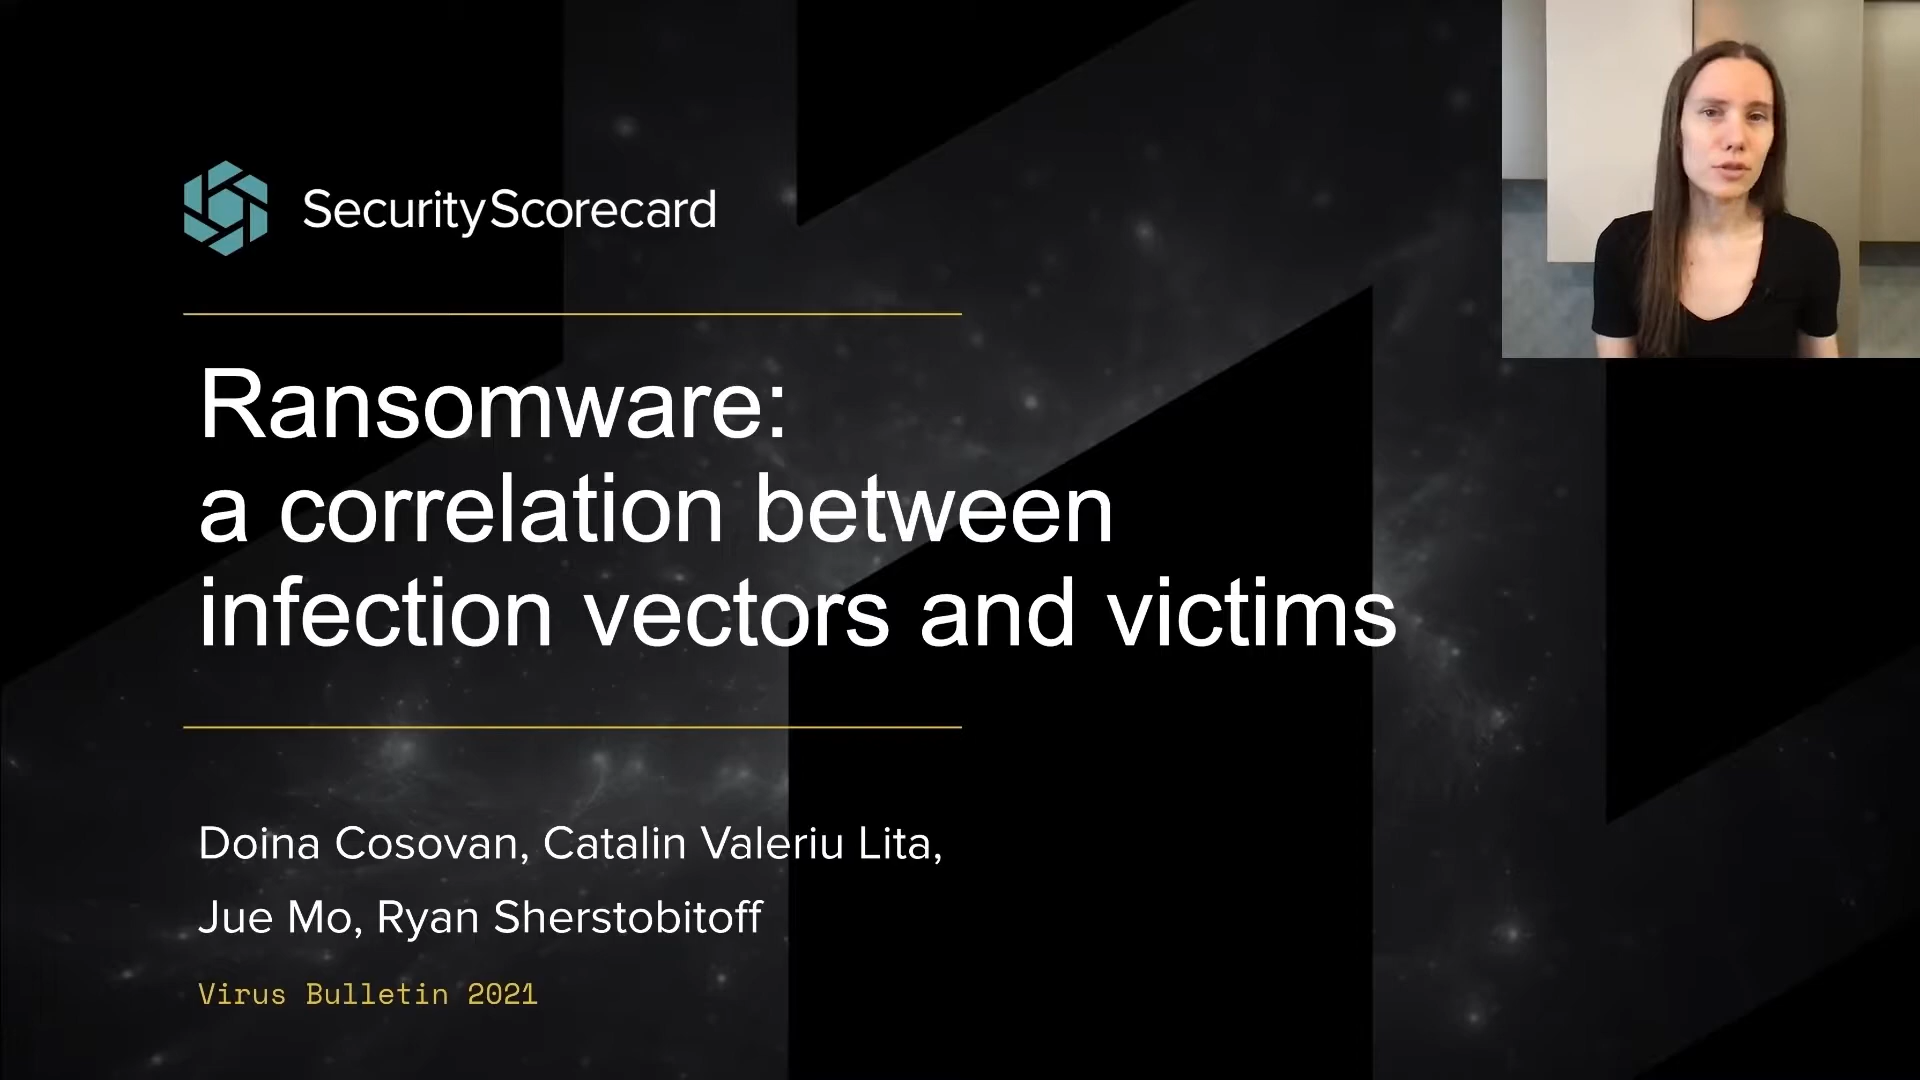 SecurityScorecard
Ransomware:
a correlation between
infection vectors and victims
Doina Cosovan, Catalin Valeriu Lita,
Jue Mo, Ryan Sherstobitoff
Virus Bulletin 2021